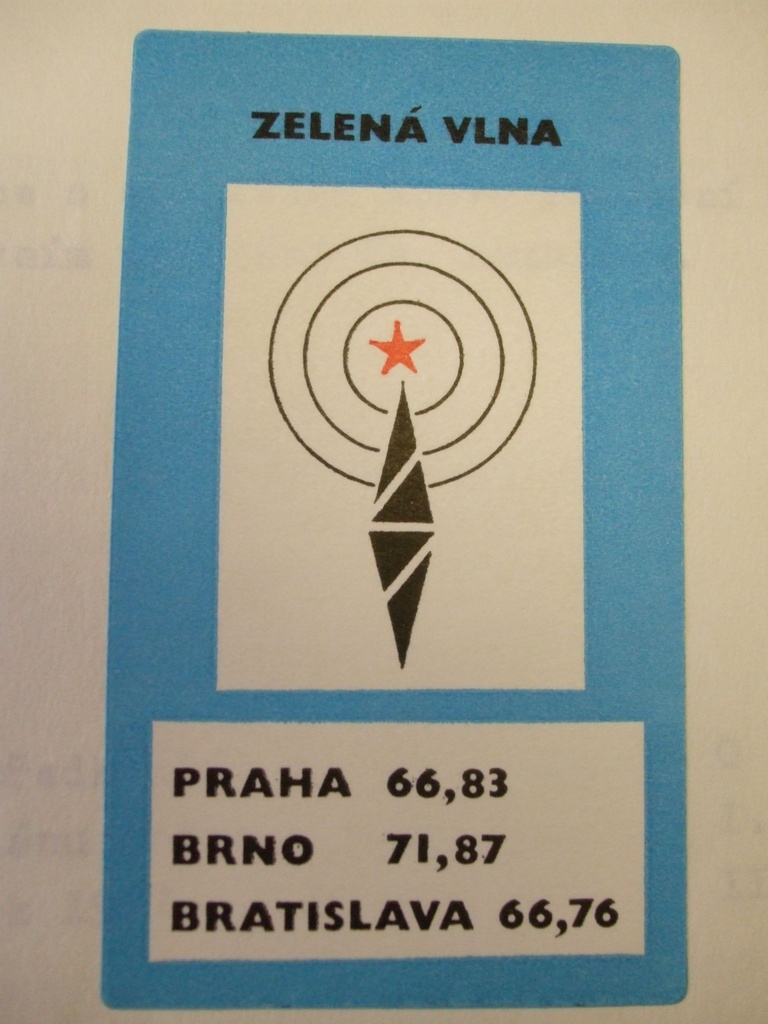 ZELENÁ VLNA
PRAHA 66,83
BRNO 71,87
BRATISLAVA 66,76